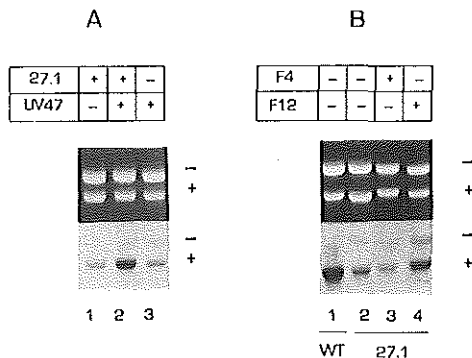 A
27.1 + + −
UV47 − + +
−
+
−
+
1 2 3
B
F4 − − + −
F12 − − − +
−
+
−
+
1 2 3 4
WT 27.1